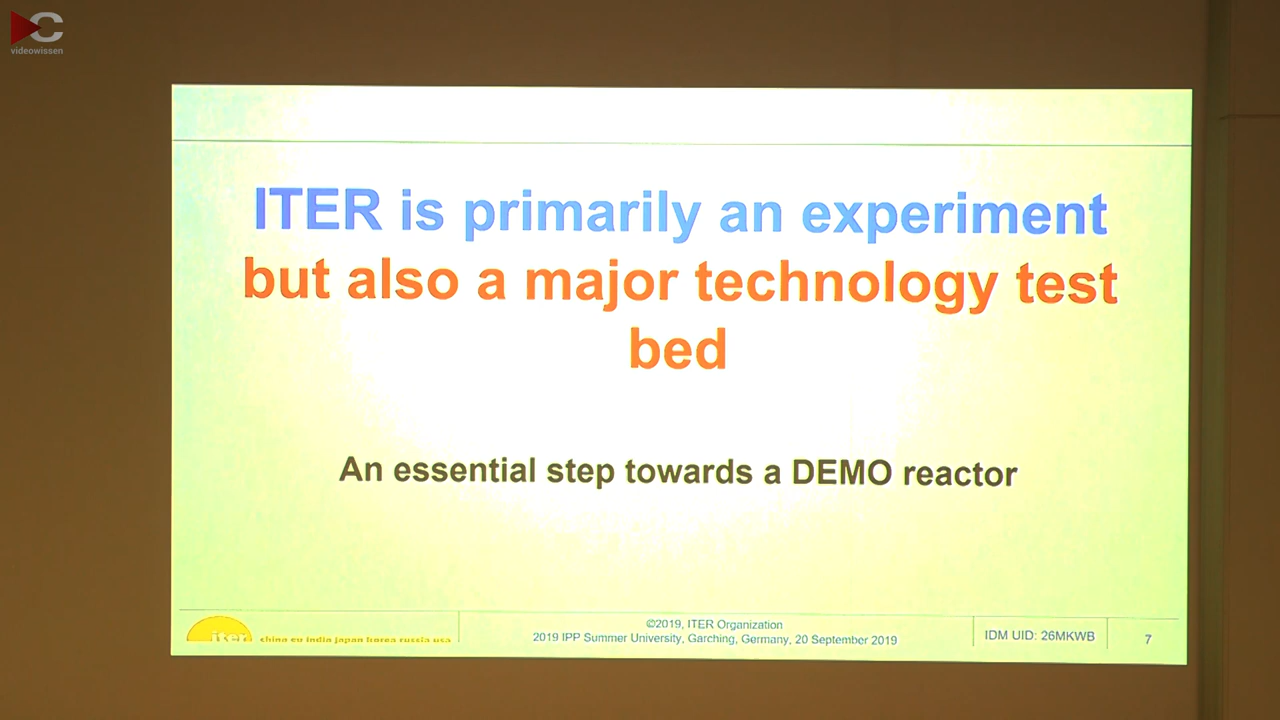 videowissen
ITER is primarily an experiment
but also a major technology test
bed
An essential step towards a DEMO reactor
iter
china eu india japan korea russia usa
©2019, ITER Organization
2019 IPP Summer University, Garching, Germany, 20 September 2019
IDM UID: 26MKWB
7